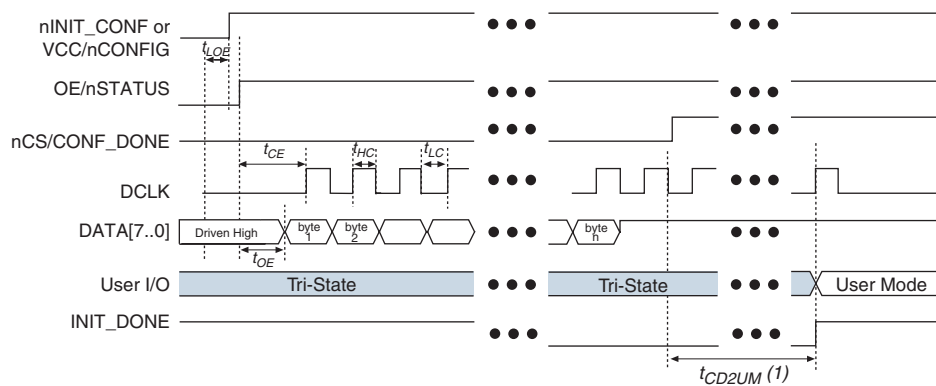 nINIT_CONF or
VCC/nCONFIG
tLOE
OE/nSTATUS
nCS/CONF_DONE
tCE
tHC
tLC
DCLK
DATA[7..0]
Driven High
byte
1
byte
2
byte
n
tOE
User I/O
Tri-State
Tri-State
User Mode
INIT_DONE
tCD2UM (1)